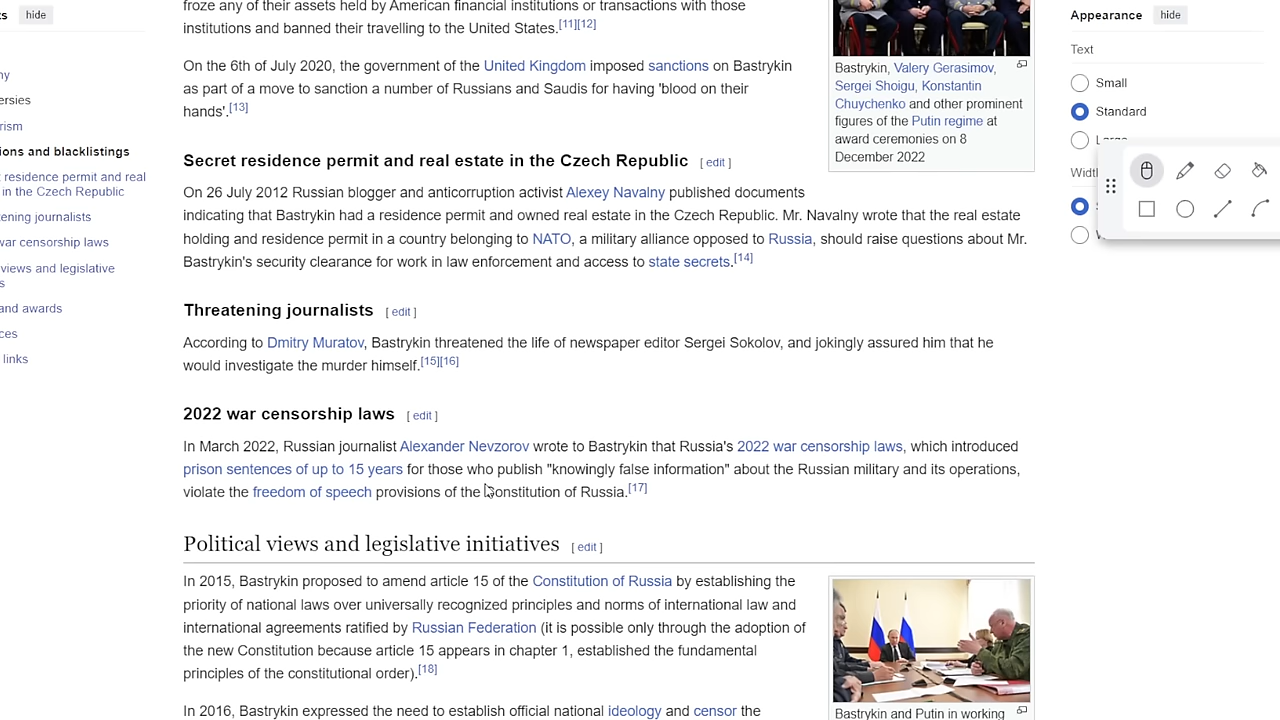 ts hide
ny
ersies
rism
ions and blacklistings
t residence permit and real
in the Czech Republic
tening journalists
war censorship laws
views and legislative
s
and awards
ces
links
froze any of their assets held by American financial institutions or transactions with those
institutions and banned their travelling to the United States.[11][12]
On the 6th of July 2020, the government of the United Kingdom imposed sanctions on Bastrykin
as part of a move to sanction a number of Russians and Saudis for having 'blood on their
hands'.[13]
Bastrykin, Valery Gerasimov,
Sergei Shoigu, Konstantin
Chuychenko and other prominent
figures of the Putin regime at
award ceremonies on 8
December 2022
Secret residence permit and real estate in the Czech Republic [ edit ]
On 26 July 2012 Russian blogger and anticorruption activist Alexey Navalny published documents
indicating that Bastrykin had a residence permit and owned real estate in the Czech Republic. Mr. Navalny wrote that the real estate
holding and residence permit in a country belonging to NATO, a military alliance opposed to Russia, should raise questions about Mr.
Bastrykin's security clearance for work in law enforcement and access to state secrets.[14]
Threatening journalists [ edit ]
According to Dmitry Muratov, Bastrykin threatened the life of newspaper editor Sergei Sokolov, and jokingly assured him that he
would investigate the murder himself.[15][16]
2022 war censorship laws [ edit ]
In March 2022, Russian journalist Alexander Nevzorov wrote to Bastrykin that Russia's 2022 war censorship laws, which introduced
prison sentences of up to 15 years for those who publish "knowingly false information" about the Russian military and its operations,
violate the freedom of speech provisions of the Constitution of Russia.[17]
Political views and legislative initiatives [ edit ]
In 2015, Bastrykin proposed to amend article 15 of the Constitution of Russia by establishing the
priority of national laws over universally recognized principles and norms of international law and
international agreements ratified by Russian Federation (it is possible only through the adoption of
the new Constitution because article 15 appears in chapter 1, established the fundamental
principles of the constitutional order).[18]
In 2016, Bastrykin expressed the need to establish official national ideology and censor the
Bastrykin and Putin in working
Appearance hide
Text
Small
Standard
Large
Widt